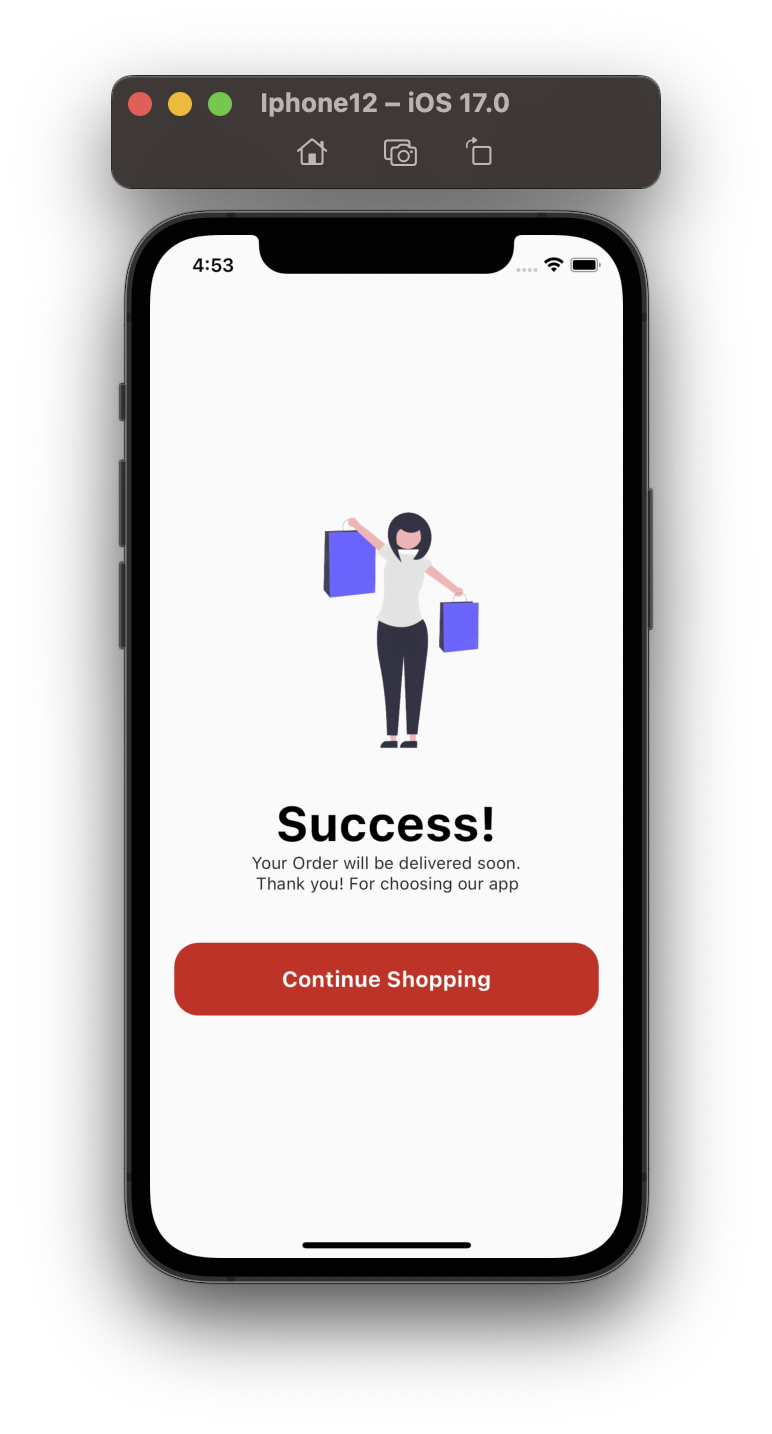 Iphone12 – iOS 17.0
4:53
Success!
Your Order will be delivered soon.
Thank you! For choosing our app
Continue Shopping